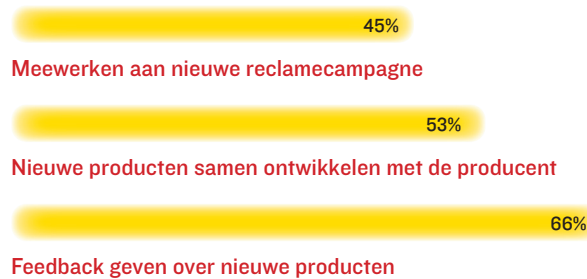 45%
Meewerken aan nieuwe reclamecampagne
53%
Nieuwe producten samen ontwikkelen met de producent
66%
Feedback geven over nieuwe producten